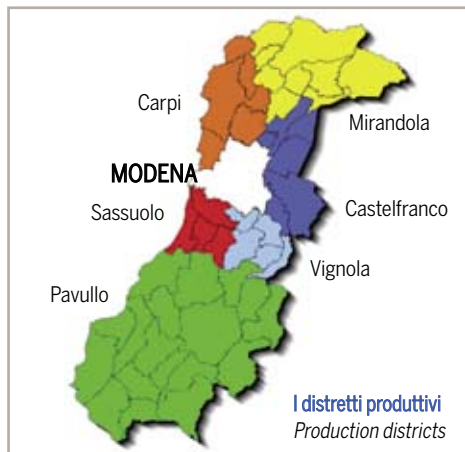 Carpi
Mirandola
MODENA
Sassuolo
Castelfranco
Vignola
Pavullo
I distretti produttivi
Production districts